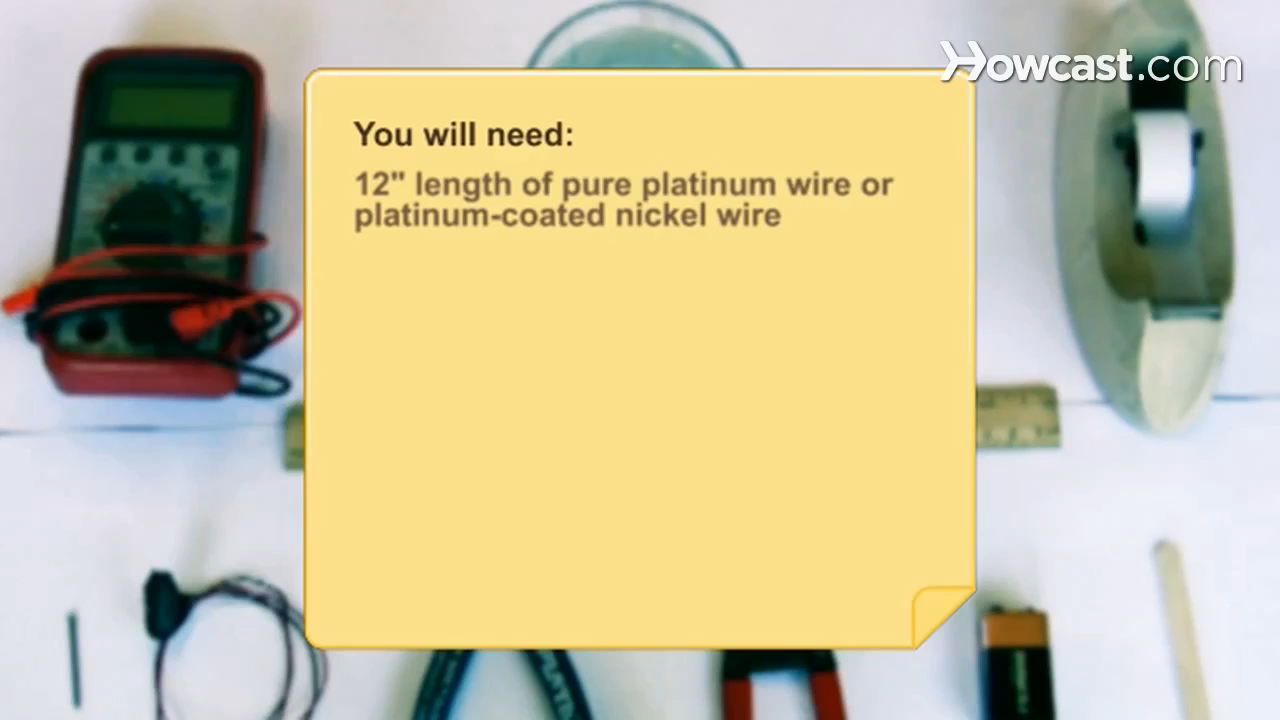 Howcast.com
You will need:
12" length of pure platinum wire or
platinum-coated nickel wire